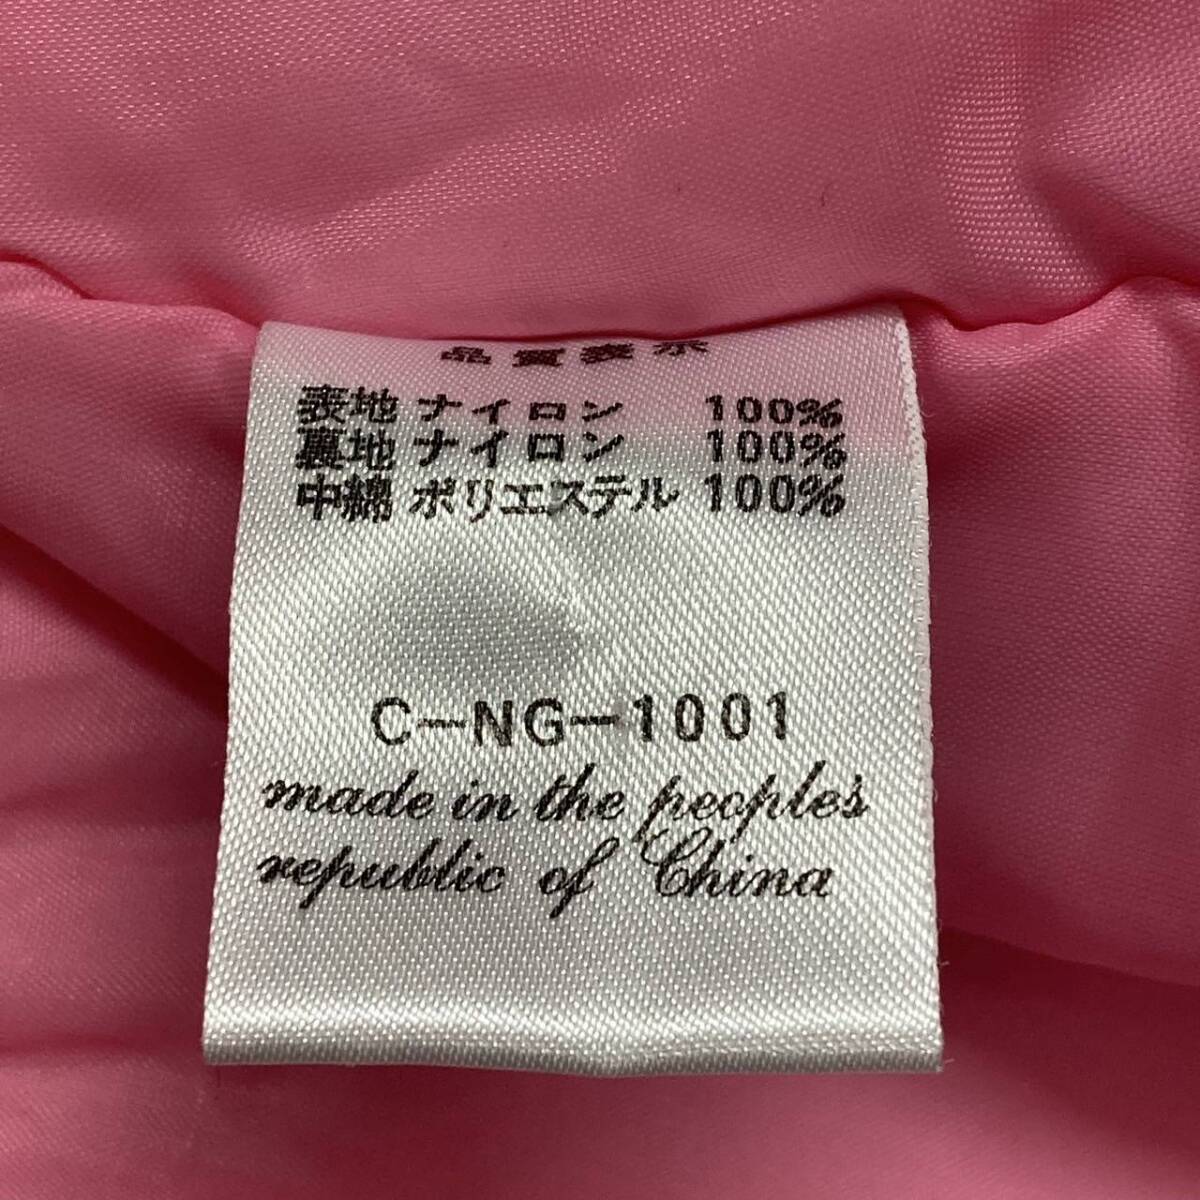 品質表示
表地 ナイロン 100%
裏地 ナイロン 100%
中綿 ポリエステル 100%
C-NG-1001
made in the people's
republic of China